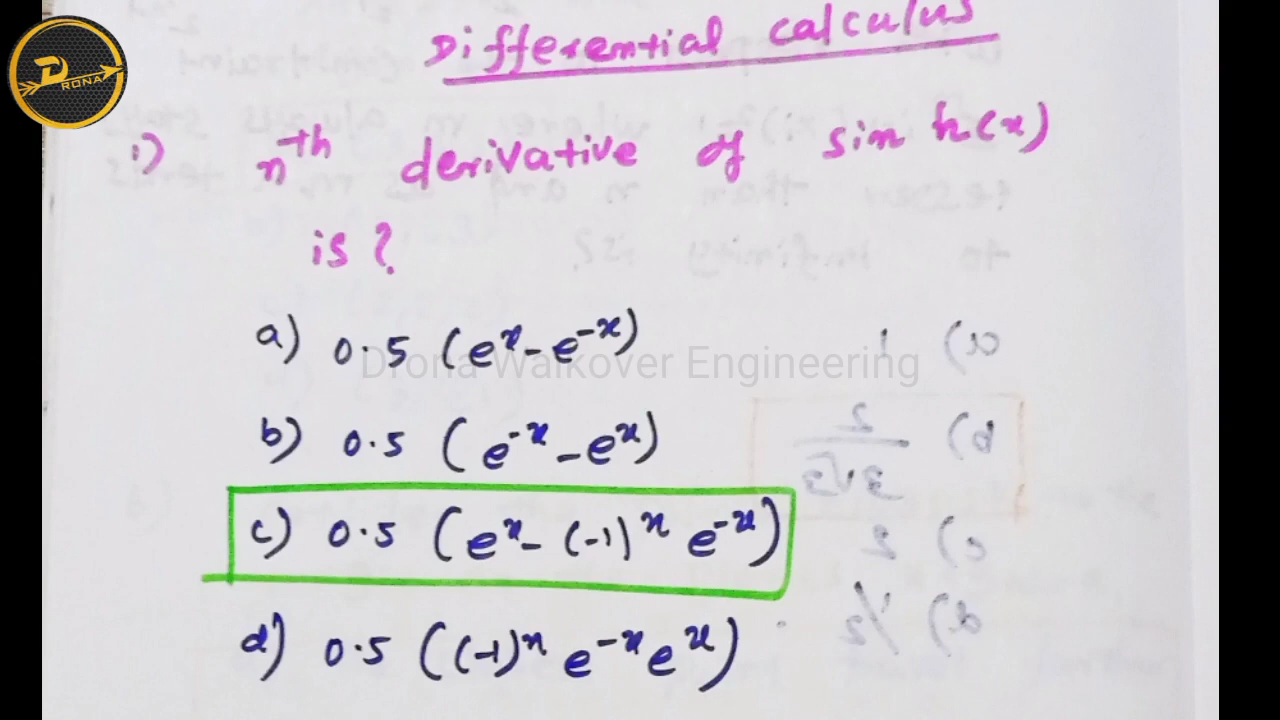 DRONA
Differential calculus
1) nth derivative of sin h(x)
is?
a) 0.5 (e^x - e^-x)
Drona Walkover Engineering
b) 0.5 (e^-x - e^x)
c) 0.5 (e^x - (-1)^n e^-x)
d) 0.5 ((-1)^n e^-x e^x)